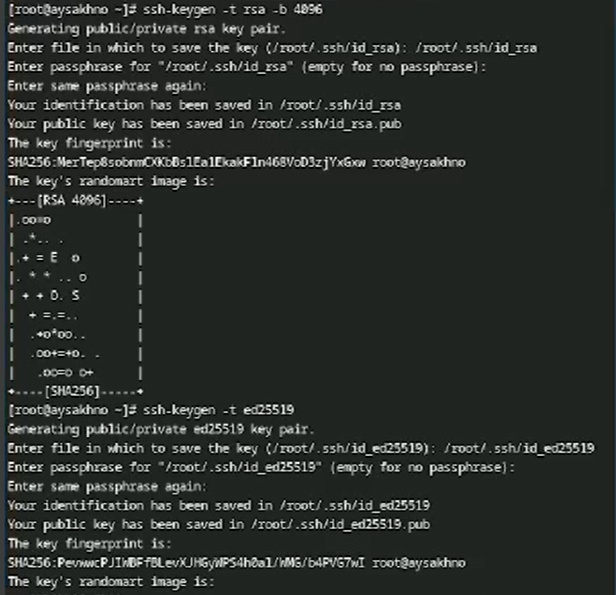 [root@aysakhno ~]# ssh-keygen -t rsa -b 4096
Generating public/private rsa key pair.
Enter file in which to save the key (/root/.ssh/id_rsa): /root/.ssh/id_rsa
Enter passphrase for "/root/.ssh/id_rsa" (empty for no passphrase):
Enter same passphrase again:
Your identification has been saved in /root/.ssh/id_rsa
Your public key has been saved in /root/.ssh/id_rsa.pub
The key fingerprint is:
root@aysakhno
The key's randomart image is:
+---[RSA 4096]----+
|.oo=o            |
| .*.. .          |
|.+ = E  o        |
|. * * .. o       |
| + + O. S        |
|  + =.=..        |
|  .+o*oo..       |
|  .oo+=+o. .     |
|   .oo=o o+      |
+----[SHA256]-----+
[root@aysakhno ~]# ssh-keygen -t ed25519
Generating public/private ed25519 key pair.
Enter file in which to save the key (/root/.ssh/id_ed25519): /root/.ssh/id_ed25519
Enter passphrase for "/root/.ssh/id_ed25519" (empty for no passphrase):
Enter same passphrase again:
Your identification has been saved in /root/.ssh/id_ed25519
Your public key has been saved in /root/.ssh/id_ed25519.pub
The key fingerprint is:
root@aysakhno
The key's randomart image is: